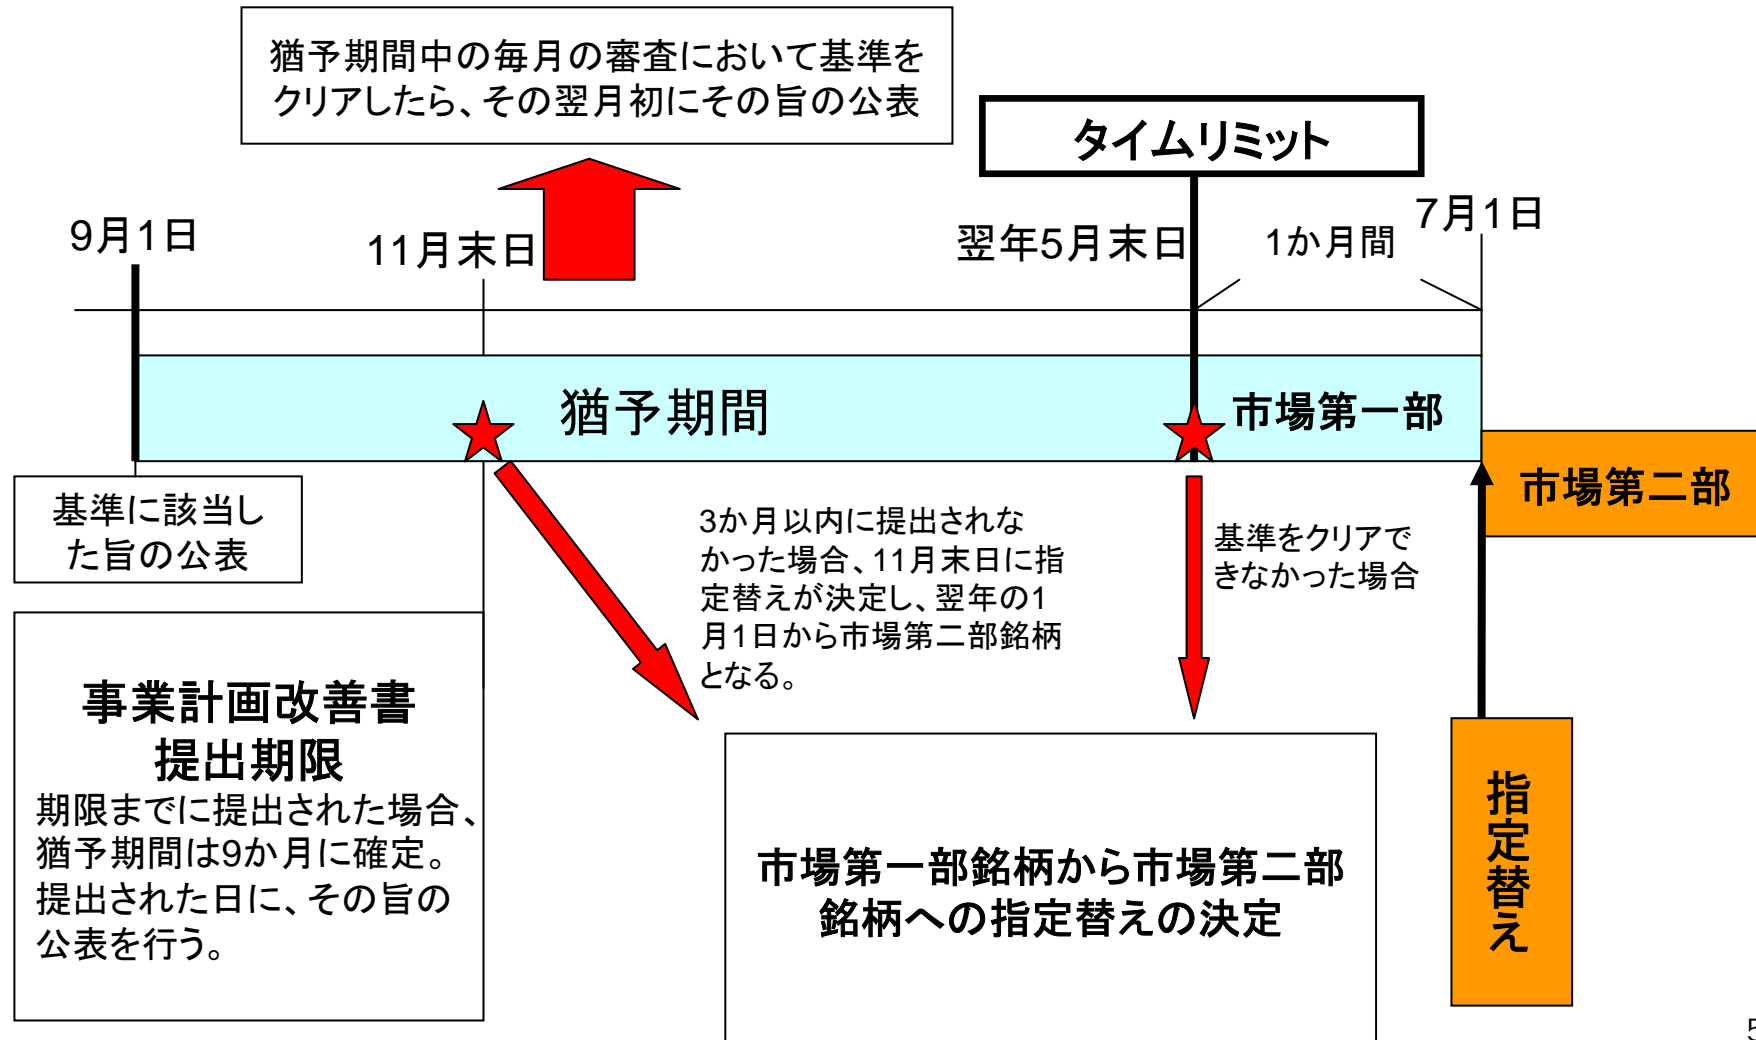 猶予期間中の毎月の審査において基準を
クリアしたら、その翌月初にその旨の公表
タイムリミット
9月1日
11月末日
翌年5月末日
1か月間
7月1日
猶予期間
市場第一部
市場第二部
基準に該当し
た旨の公表
3か月以内に提出されな
かった場合、11月末日に指
定替えが決定し、翌年の1
月1日から市場第二部銘柄
となる。
基準をクリアで
きなかった場合
事業計画改善書
提出期限
期限までに提出された場合、
猶予期間は9か月に確定。
提出された日に、その旨の
公表を行う。
市場第一部銘柄から市場第二部
銘柄への指定替えの決定
指定替え
5